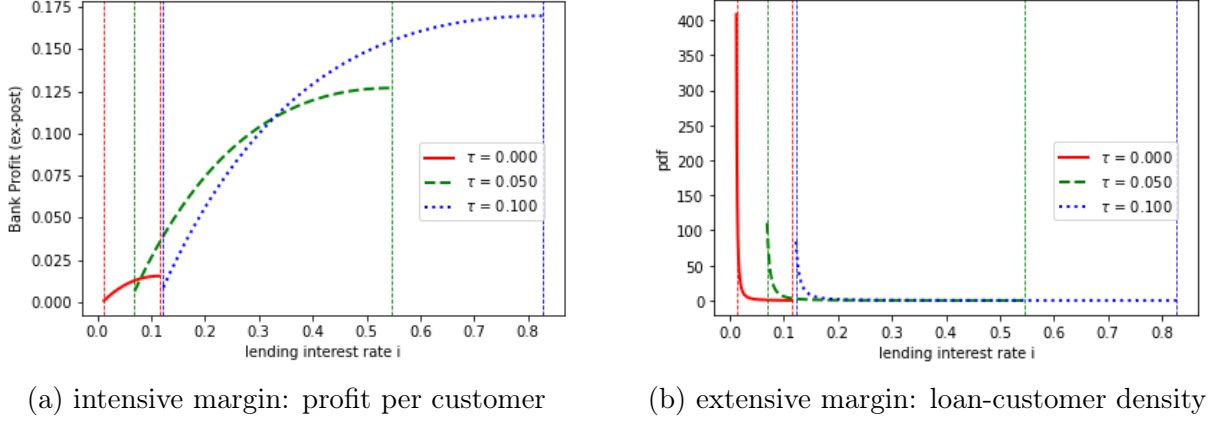 Bank Profit (ex-post)
0.175
0.150
0.125
0.100
0.075
0.050
0.025
0.000
τ = 0.000
τ = 0.050
τ = 0.100
0.0 0.1 0.2 0.3 0.4 0.5 0.6 0.7 0.8
lending interest rate i
(a) intensive margin: profit per customer
pdf
400
350
300
250
200
150
100
50
0
τ = 0.000
τ = 0.050
τ = 0.100
0.0 0.1 0.2 0.3 0.4 0.5 0.6 0.7 0.8
lending interest rate i
(b) extensive margin: loan-customer density